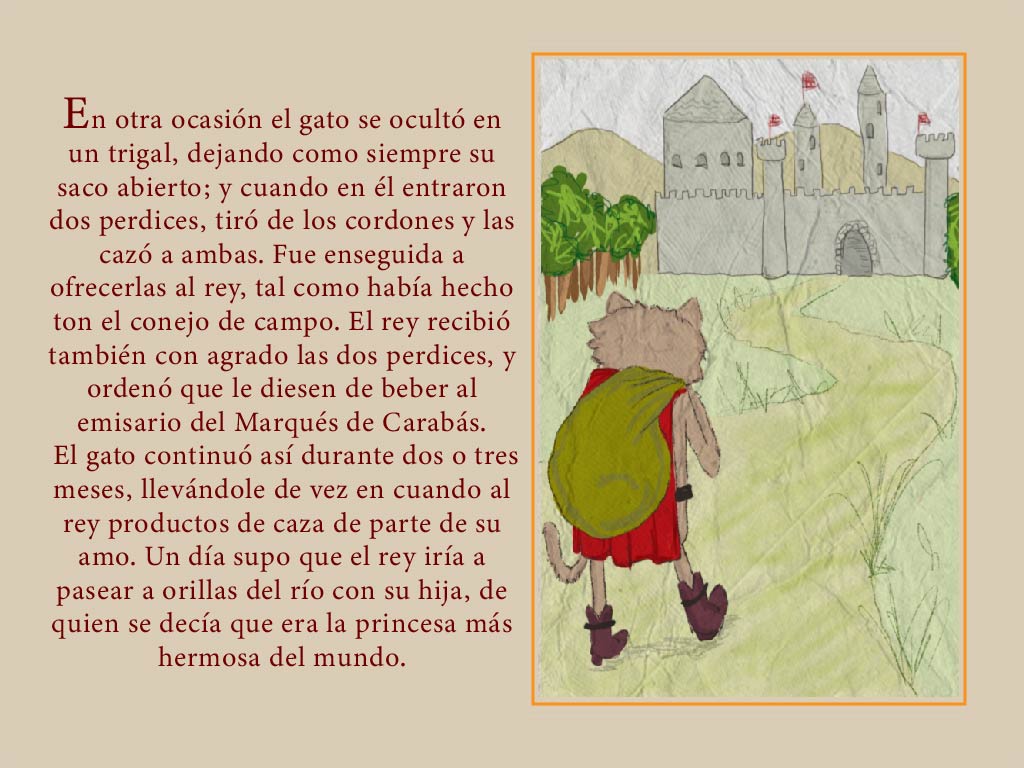 En otra ocasión el gato se ocultó en
un trigal, dejando como siempre su
saco abierto; y cuando en él entraron
dos perdices, tiró de los cordones y las
cazó a ambas. Fue enseguida a
ofrecerlas al rey, tal como había hecho
ton el conejo de campo. El rey recibió
también con agrado las dos perdices, y
ordenó que le diesen de beber al
emisario del Marqués de Carabás.
El gato continuó así durante dos o tres
meses, llevándole de vez en cuando al
rey productos de caza de parte de su
amo. Un día supo que el rey iría a
pasear a orillas del río con su hija, de
quien se decía que era la princesa más
hermosa del mundo.